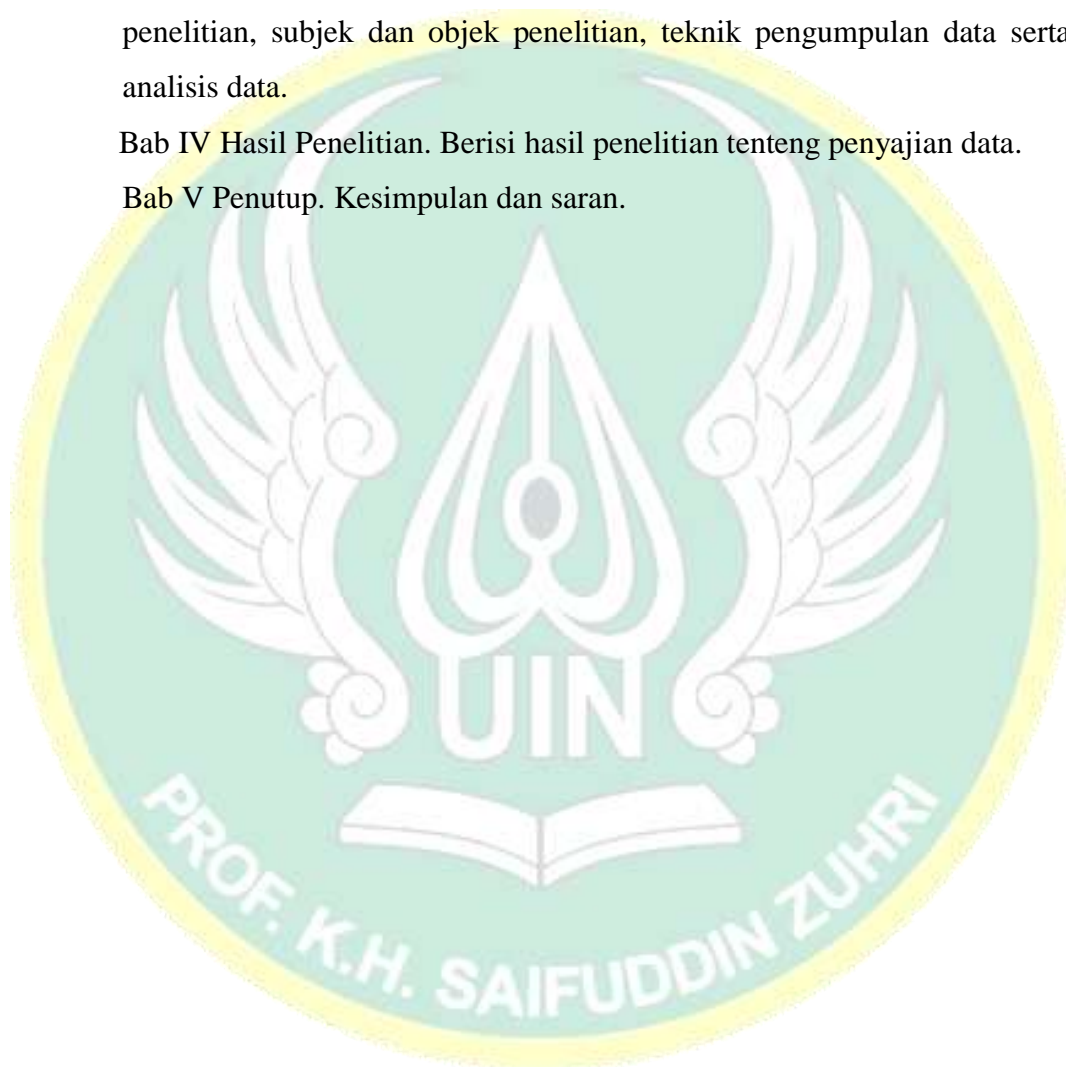 penelitian, subjek dan objek penelitian, teknik pengumpulan data serta
analisis data.
Bab IV Hasil Penelitian. Berisi hasil penelitian tenteng penyajian data.
Bab V Penutup. Kesimpulan dan saran.
UIN
PROF. K.H. SAIFUDDIN ZUHRI